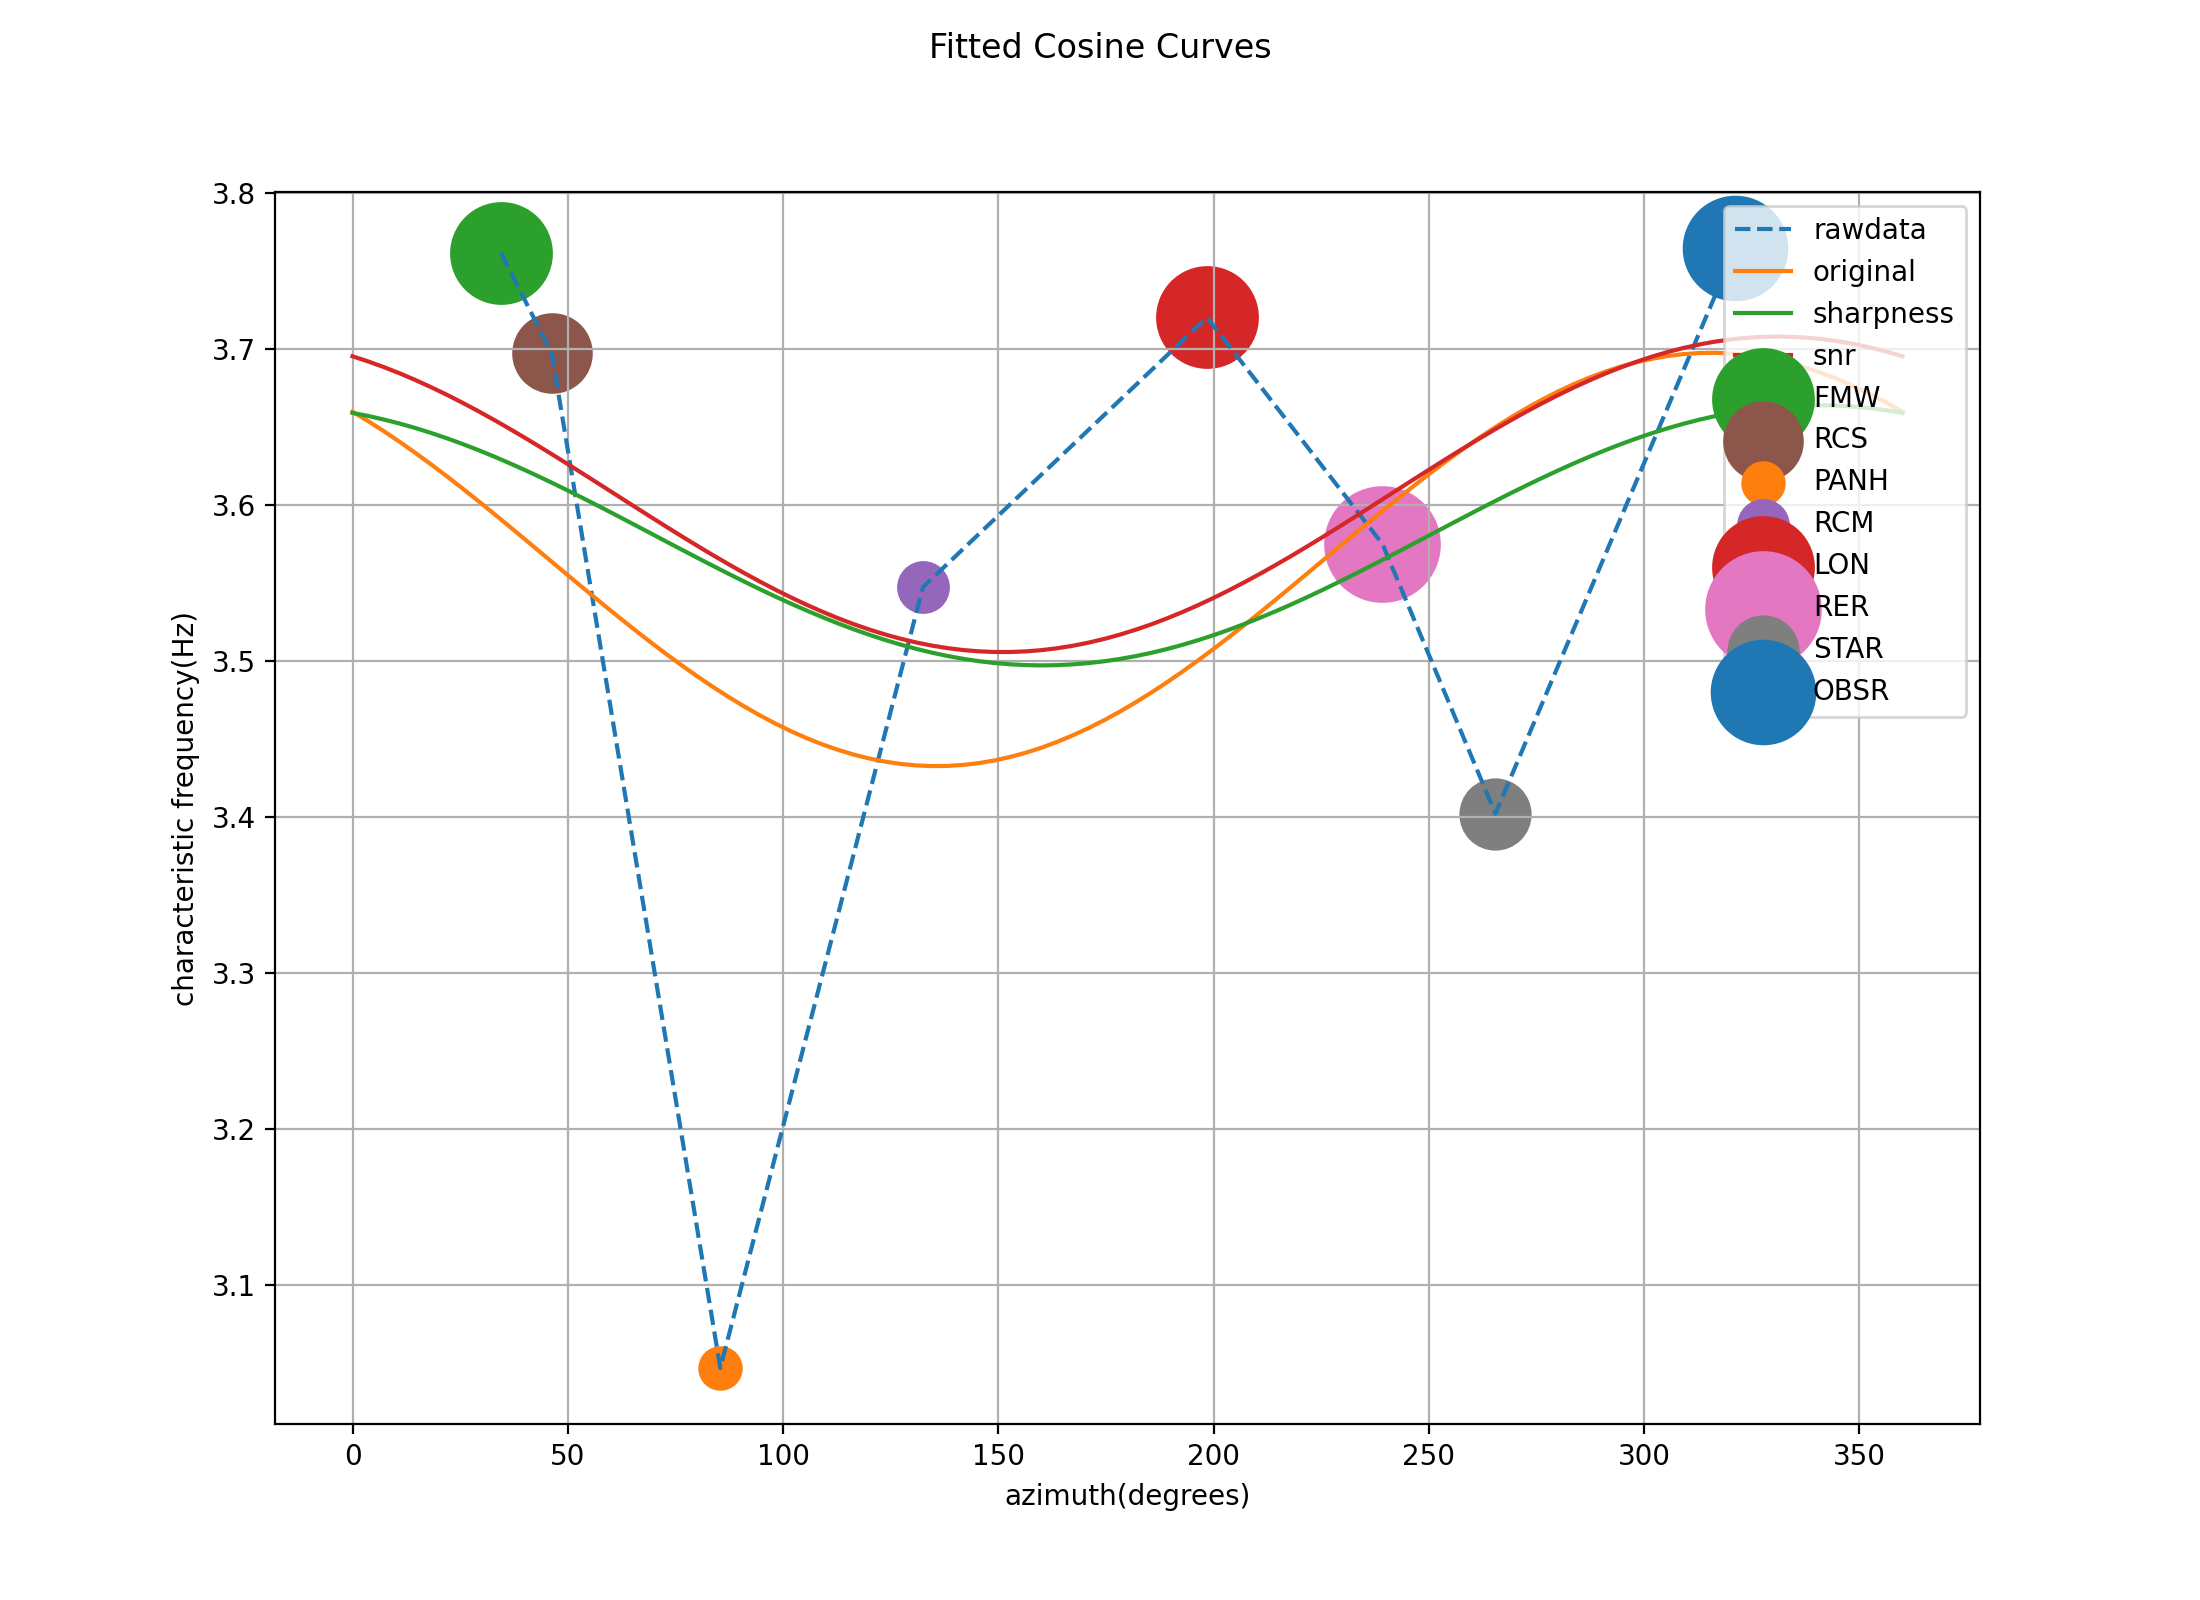 Fitted Cosine Curves
3.8
3.7
3.6
3.5
3.4
3.3
3.2
3.1
characteristic frequency(Hz)
0 50 100 150 200 250 300 350
azimuth(degrees)
rawdata
original
sharpness
snr
FMW
RCS
PANH
RCM
LON
RER
STAR
OBSR